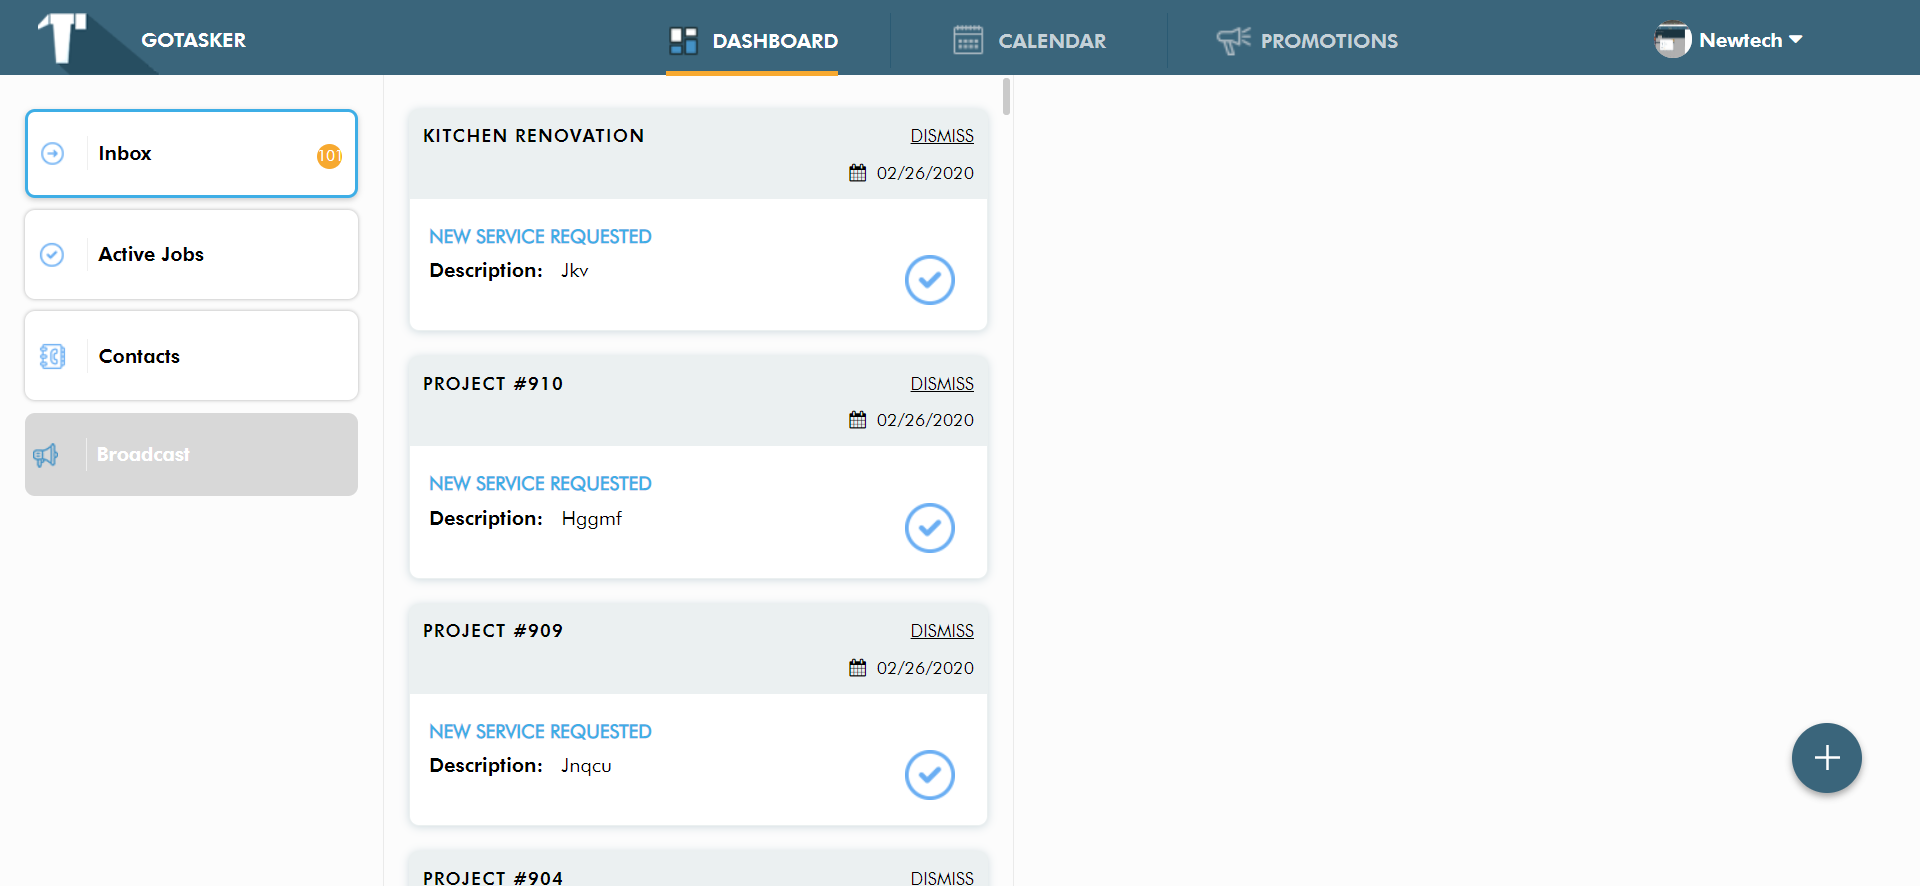 GOTASKER
DASHBOARD
CALENDAR
PROMOTIONS
Newtech
Inbox
101
Active Jobs
Contacts
Broadcast
KITCHEN RENOVATION
DISMISS
02/26/2020
NEW SERVICE REQUESTED
Description: Jkv
PROJECT #910
DISMISS
02/26/2020
NEW SERVICE REQUESTED
Description: Hggmf
PROJECT #909
DISMISS
02/26/2020
NEW SERVICE REQUESTED
Description: Jnqcu
PROJECT #904
DISMISS